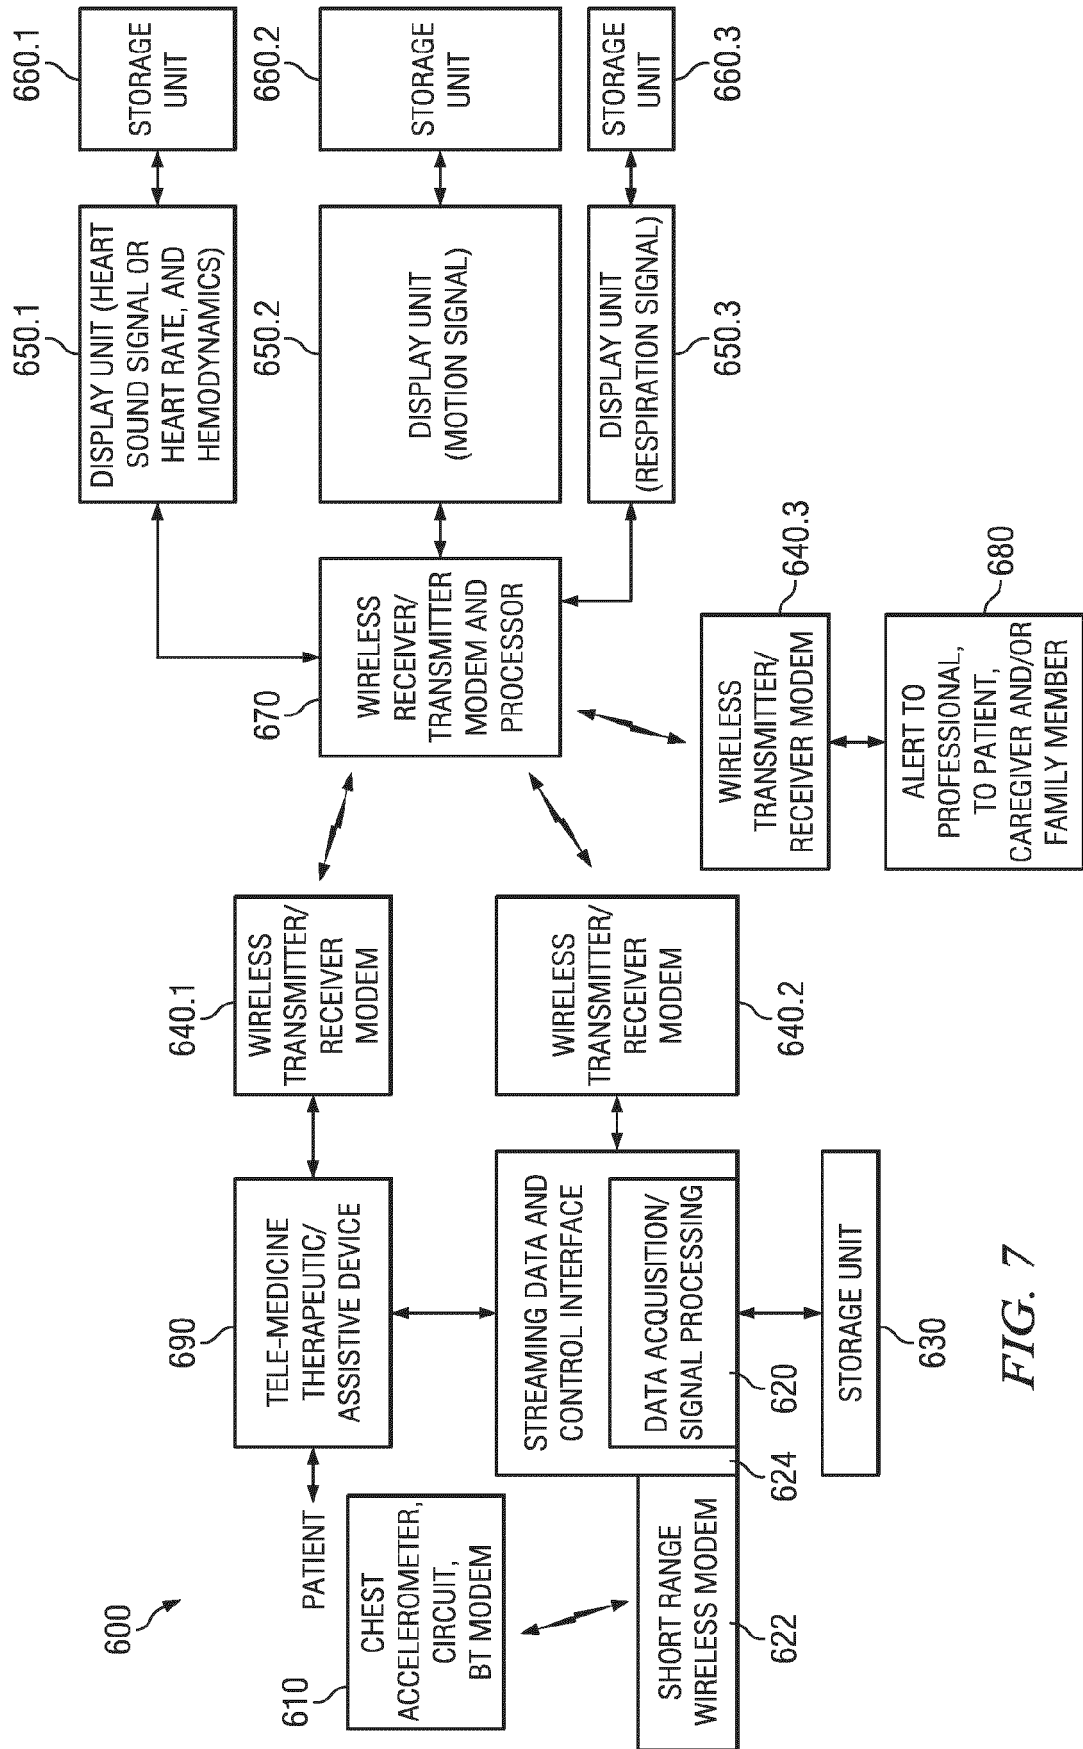 600
PATIENT
610
CHEST
ACCELEROMETER,
CIRCUIT,
BT MODEM
SHORT RANGE
WIRELESS MODEM
622
690
TELE-MEDICINE
THERAPEUTIC/
ASSISTIVE DEVICE
STREAMING DATA AND
CONTROL INTERFACE
DATA ACQUISITION/
SIGNAL PROCESSING
624
620
STORAGE UNIT
630
640.1
WIRELESS
TRANSMITTER/
RECEIVER
MODEM
WIRELESS
TRANSMITTER/
RECEIVER
MODEM
640.2
670
WIRELESS
RECEIVER/
TRANSMITTER
MODEM AND
PROCESSOR
WIRELESS
TRANSMITTER/
RECEIVER MODEM
640.3
ALERT TO
PROFESSIONAL,
TO PATIENT,
CAREGIVER AND/OR
FAMILY MEMBER
680
650.1
DISPLAY UNIT (HEART
SOUND SIGNAL OR
HEART RATE, AND
HEMODYNAMICS)
650.2
DISPLAY UNIT
(MOTION SIGNAL)
DISPLAY UNIT
(RESPIRATION SIGNAL)
650.3
660.1
STORAGE
UNIT
660.2
STORAGE
UNIT
STORAGE
UNIT
660.3
FIG. 7